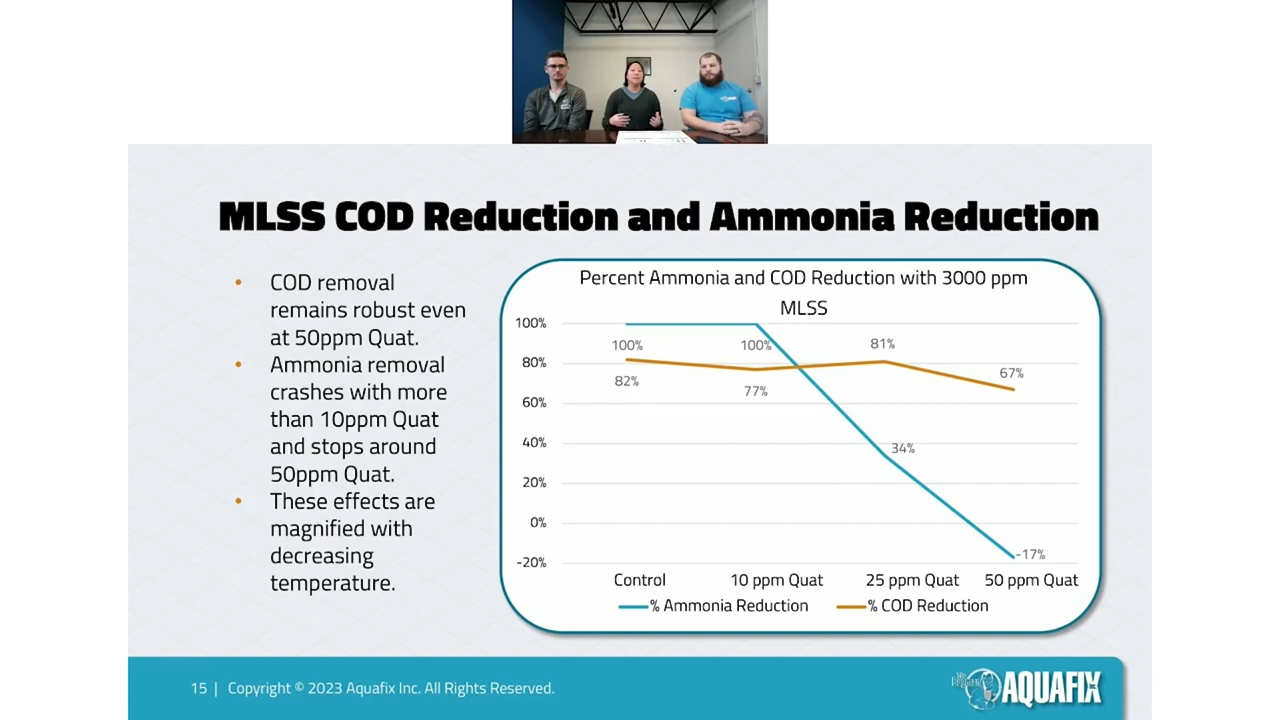 MLSS COD Reduction and Ammonia Reduction
• COD removal
remains robust even
at 50ppm Quat.
• Ammonia removal
crashes with more
than 10ppm Quat
and stops around
50ppm Quat.
• These effects are
magnified with
decreasing
temperature.
Percent Ammonia and COD Reduction with 3000 ppm
MLSS
100%
80%
60%
40%
20%
0%
-20%
100%
100%
81%
82%
77%
67%
34%
-17%
Control
10 ppm Quat
25 ppm Quat
50 ppm Quat
% Ammonia Reduction
% COD Reduction
15 | Copyright © 2023 Aquafix Inc. All Rights Reserved.
AQUAFIX